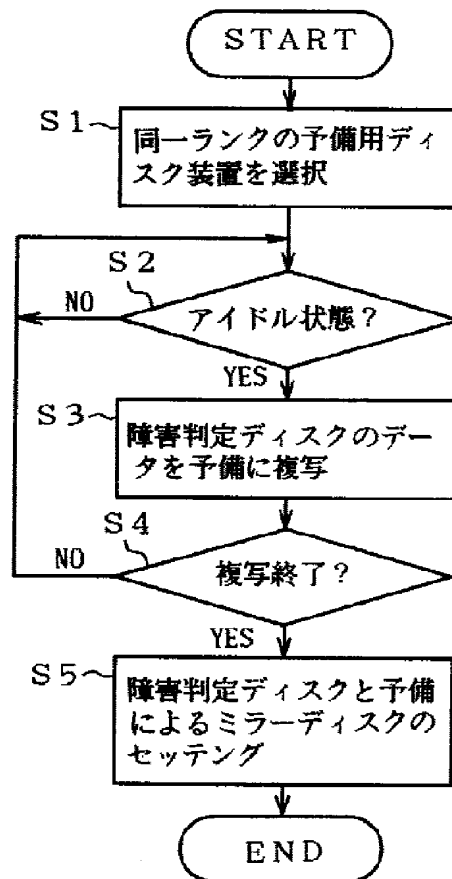 START
S1
同一ランクの予備用ディ
スク装置を選択
S2
NO
アイドル状態？
YES
S3
障害判定ディスクのデー
タを予備に複写
S4
NO
複写終了？
YES
S5
障害判定ディスクと予備
によるミラーディスクの
セッテング
END